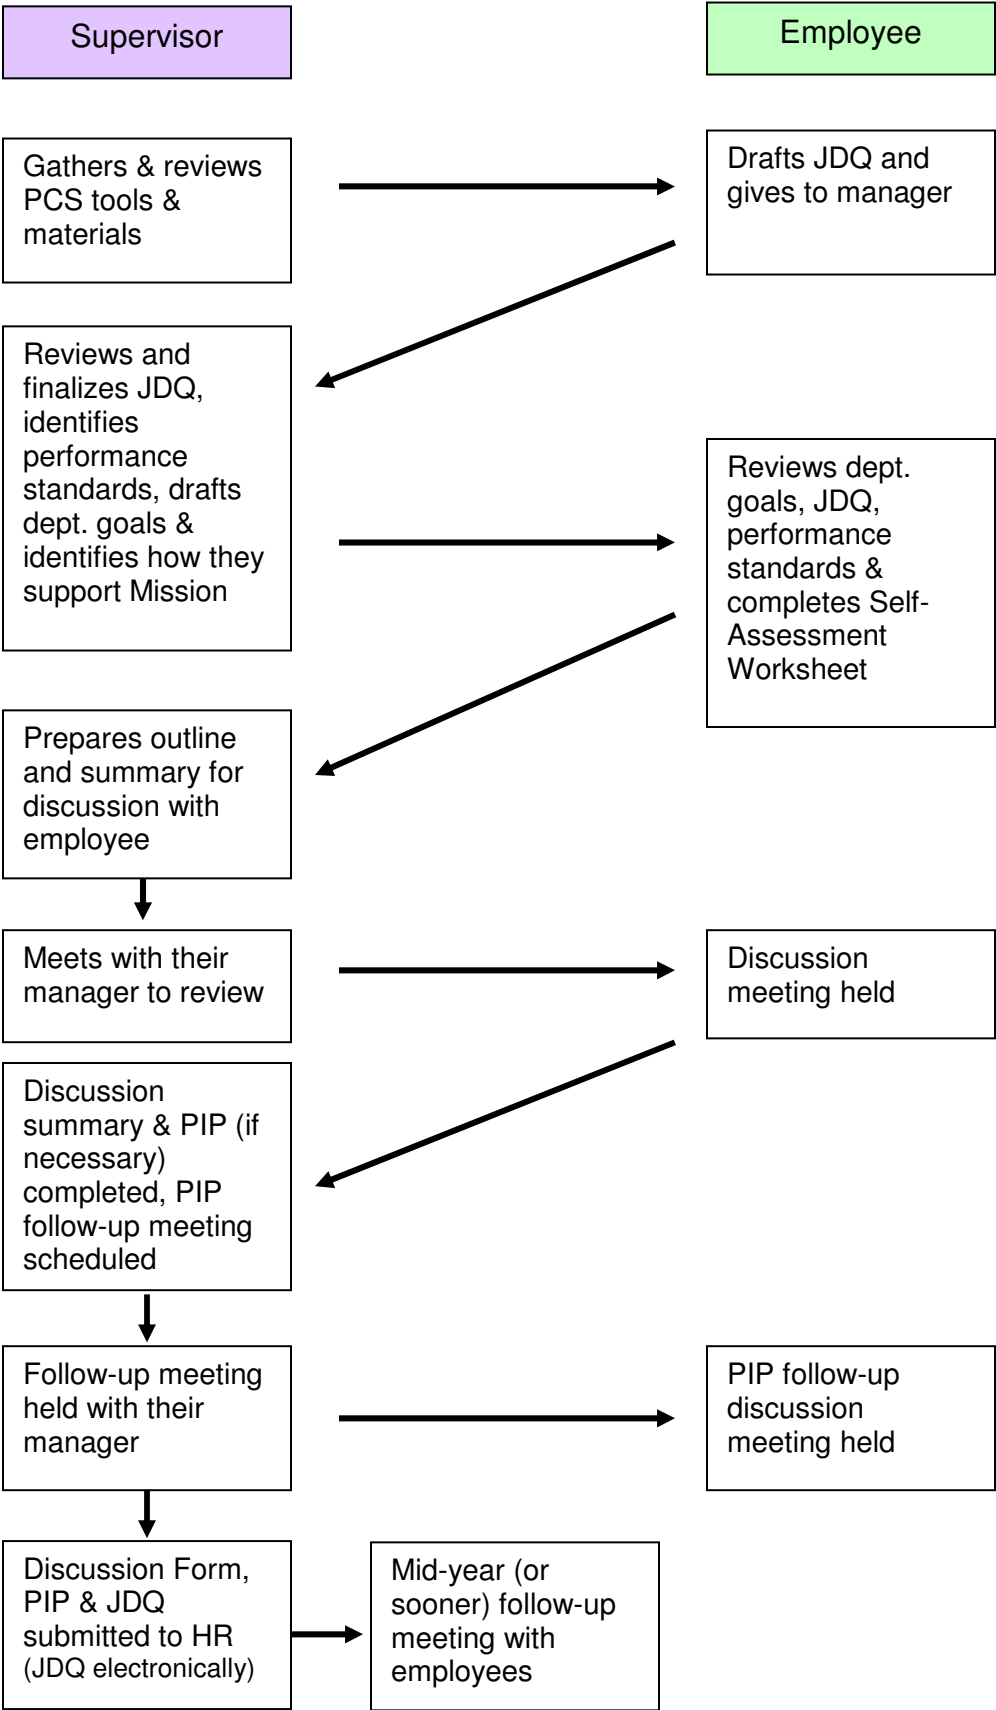 Supervisor
Employee
Gathers & reviews
PCS tools &
materials
Drafts JDQ and
gives to manager
Reviews and
finalizes JDQ,
identifies
performance
standards, drafts
dept. goals &
identifies how they
support Mission
Reviews dept.
goals, JDQ,
performance
standards &
completes Self-
Assessment
Worksheet
Prepares outline
and summary for
discussion with
employee
Meets with their
manager to review
Discussion
meeting held
Discussion
summary & PIP (if
necessary)
completed, PIP
follow-up meeting
scheduled
Follow-up meeting
held with their
manager
PIP follow-up
discussion
meeting held
Discussion Form,
PIP & JDQ
submitted to HR
(JDQ electronically)
Mid-year (or
sooner) follow-up
meeting with
employees